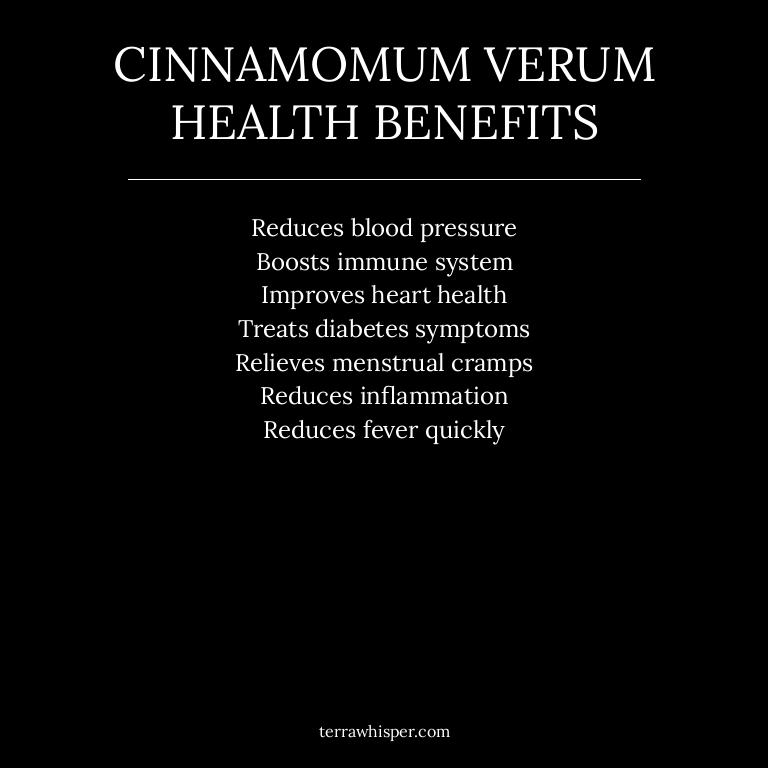 CINNAMOMUM VERUM
HEALTH BENEFITS
Reduces blood pressure
Boosts immune system
Improves heart health
Treats diabetes symptoms
Relieves menstrual cramps
Reduces inflammation
Reduces fever quickly
terrawhisper.com